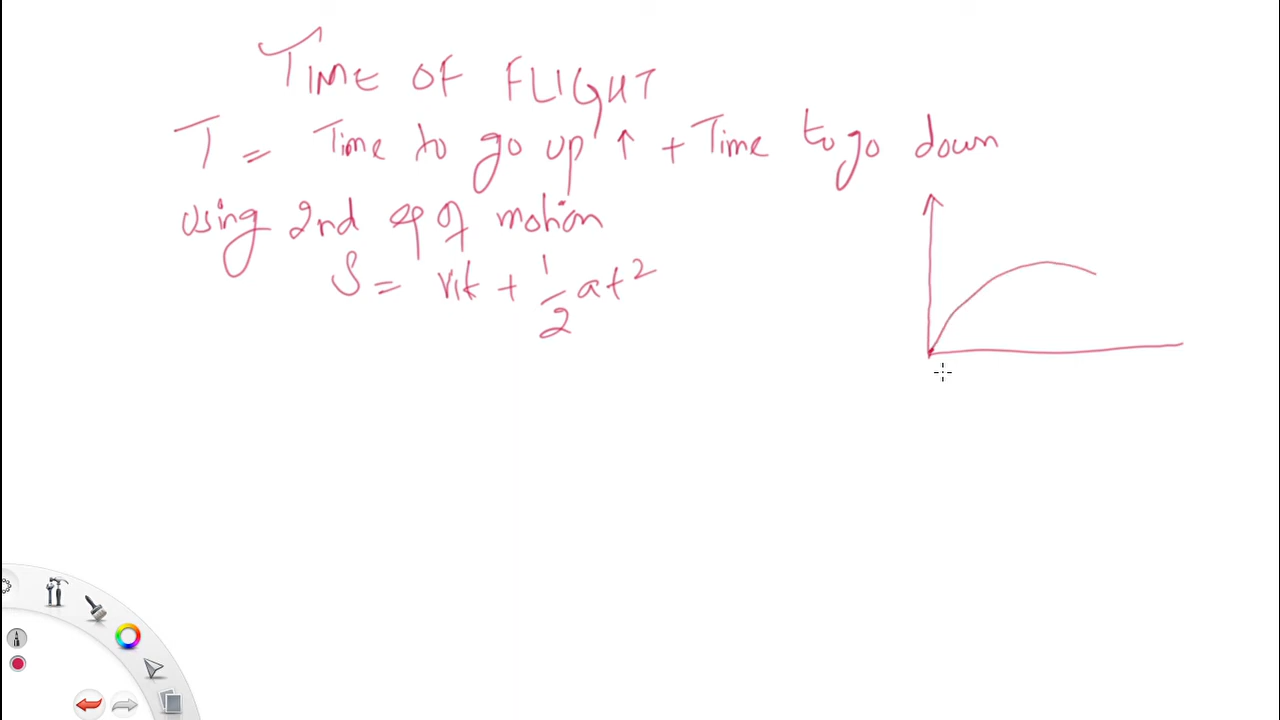 TIME OF FLIGHT
T = Time to go up ↑ + Time to go down
using 2nd eq of motion
S = vit + 1/2 at²